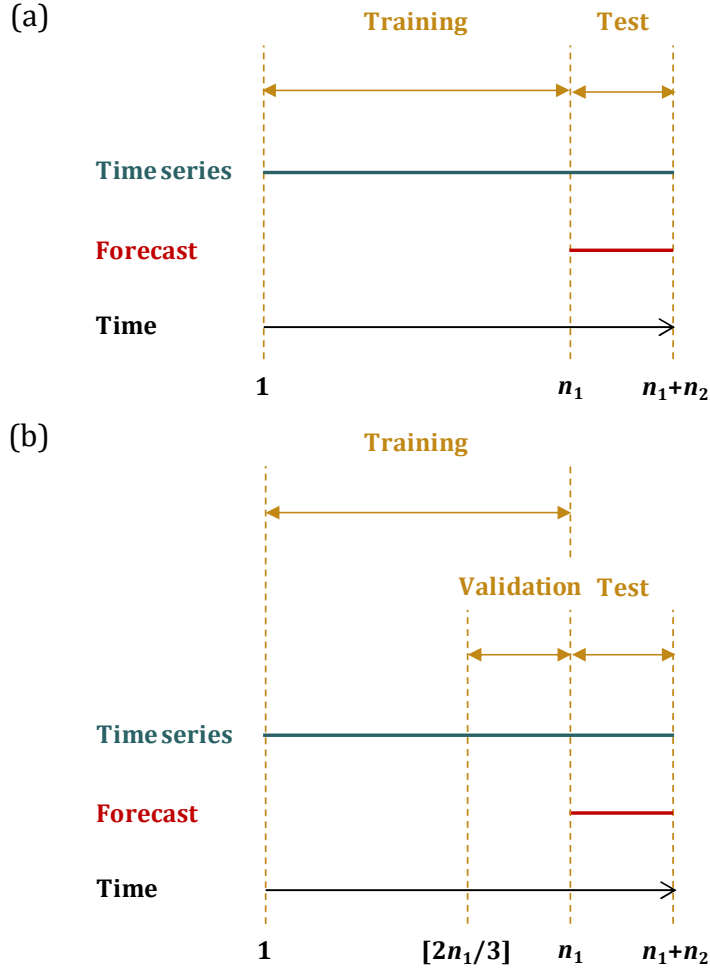 (a)
Training Test
Time series
Forecast
Time
1 n₁ n₁+n₂
(b)
Training
Validation Test
Time series
Forecast
Time
1 [2n₁/3] n₁ n₁+n₂